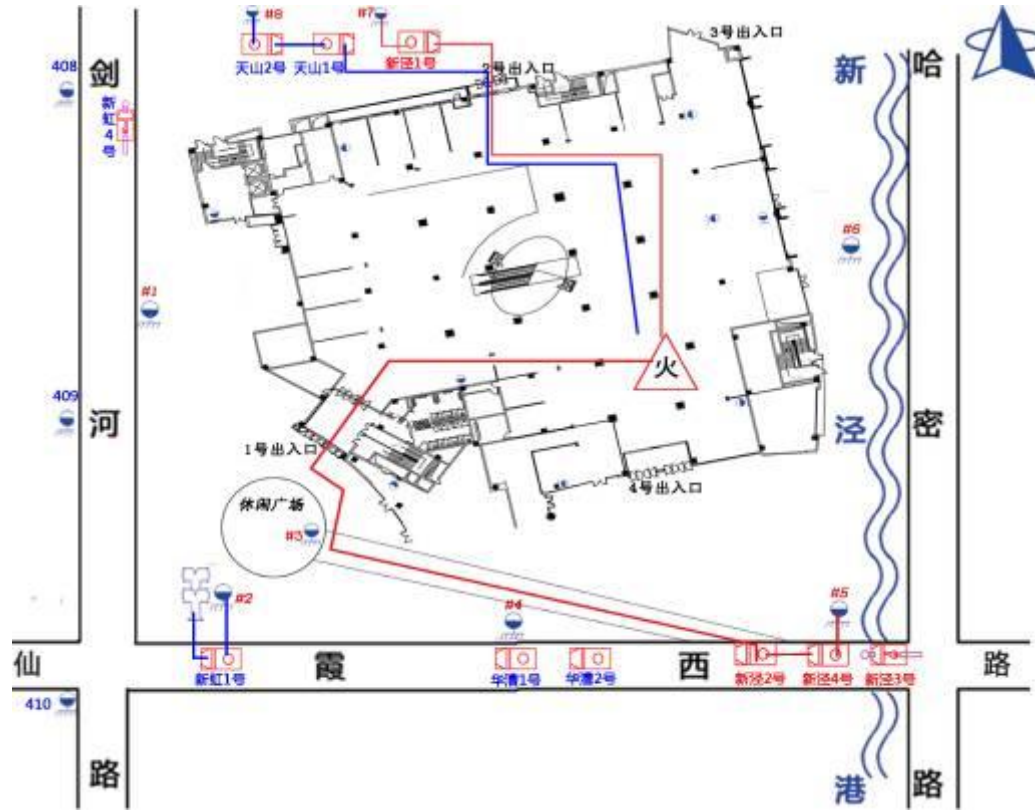 #8
#7
3号出入口
天山2号
天山1号
新泾1号
2号出入口
408
剑
新
哈
新虹4号
#6
#1
火
409
河
泾
密
1号出入口
4号出入口
休闲广场
#3
#2
#4
#5
仙
霞
西
路
新虹1号
华漕1号
华漕2号
新泾2号
新泾4号
新泾3号
410
路
港
路